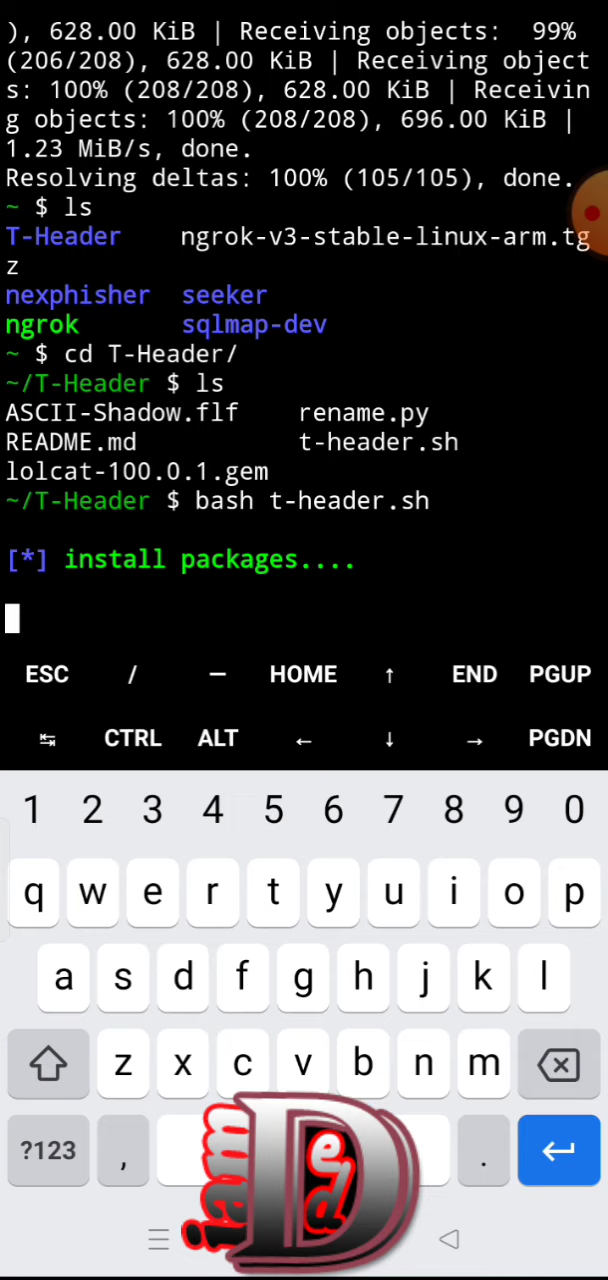 ), 628.00 KiB | Receiving objects:  99%
(206/208), 628.00 KiB | Receiving object
s: 100% (208/208), 628.00 KiB | Receivin
g objects: 100% (208/208), 696.00 KiB |
1.23 MiB/s, done.
Resolving deltas: 100% (105/105), done.
~ $ ls
T-Header    ngrok-v3-stable-linux-arm.tg
z
nexphisher  seeker
ngrok       sqlmap-dev
~ $ cd T-Header/
~/T-Header $ ls
ASCII-Shadow.flf    rename.py
README.md           t-header.sh
lolcat-100.0.1.gem
~/T-Header $ bash t-header.sh
[*] install packages....
ESC / — HOME ↑ END PGUP
↹ CTRL ALT ← ↓ → PGDN
1 2 3 4 5 6 7 8 9 0
q w e r t y u i o p
a s d f g h j k l
z x c v b n m
?123 , .
iam D e d